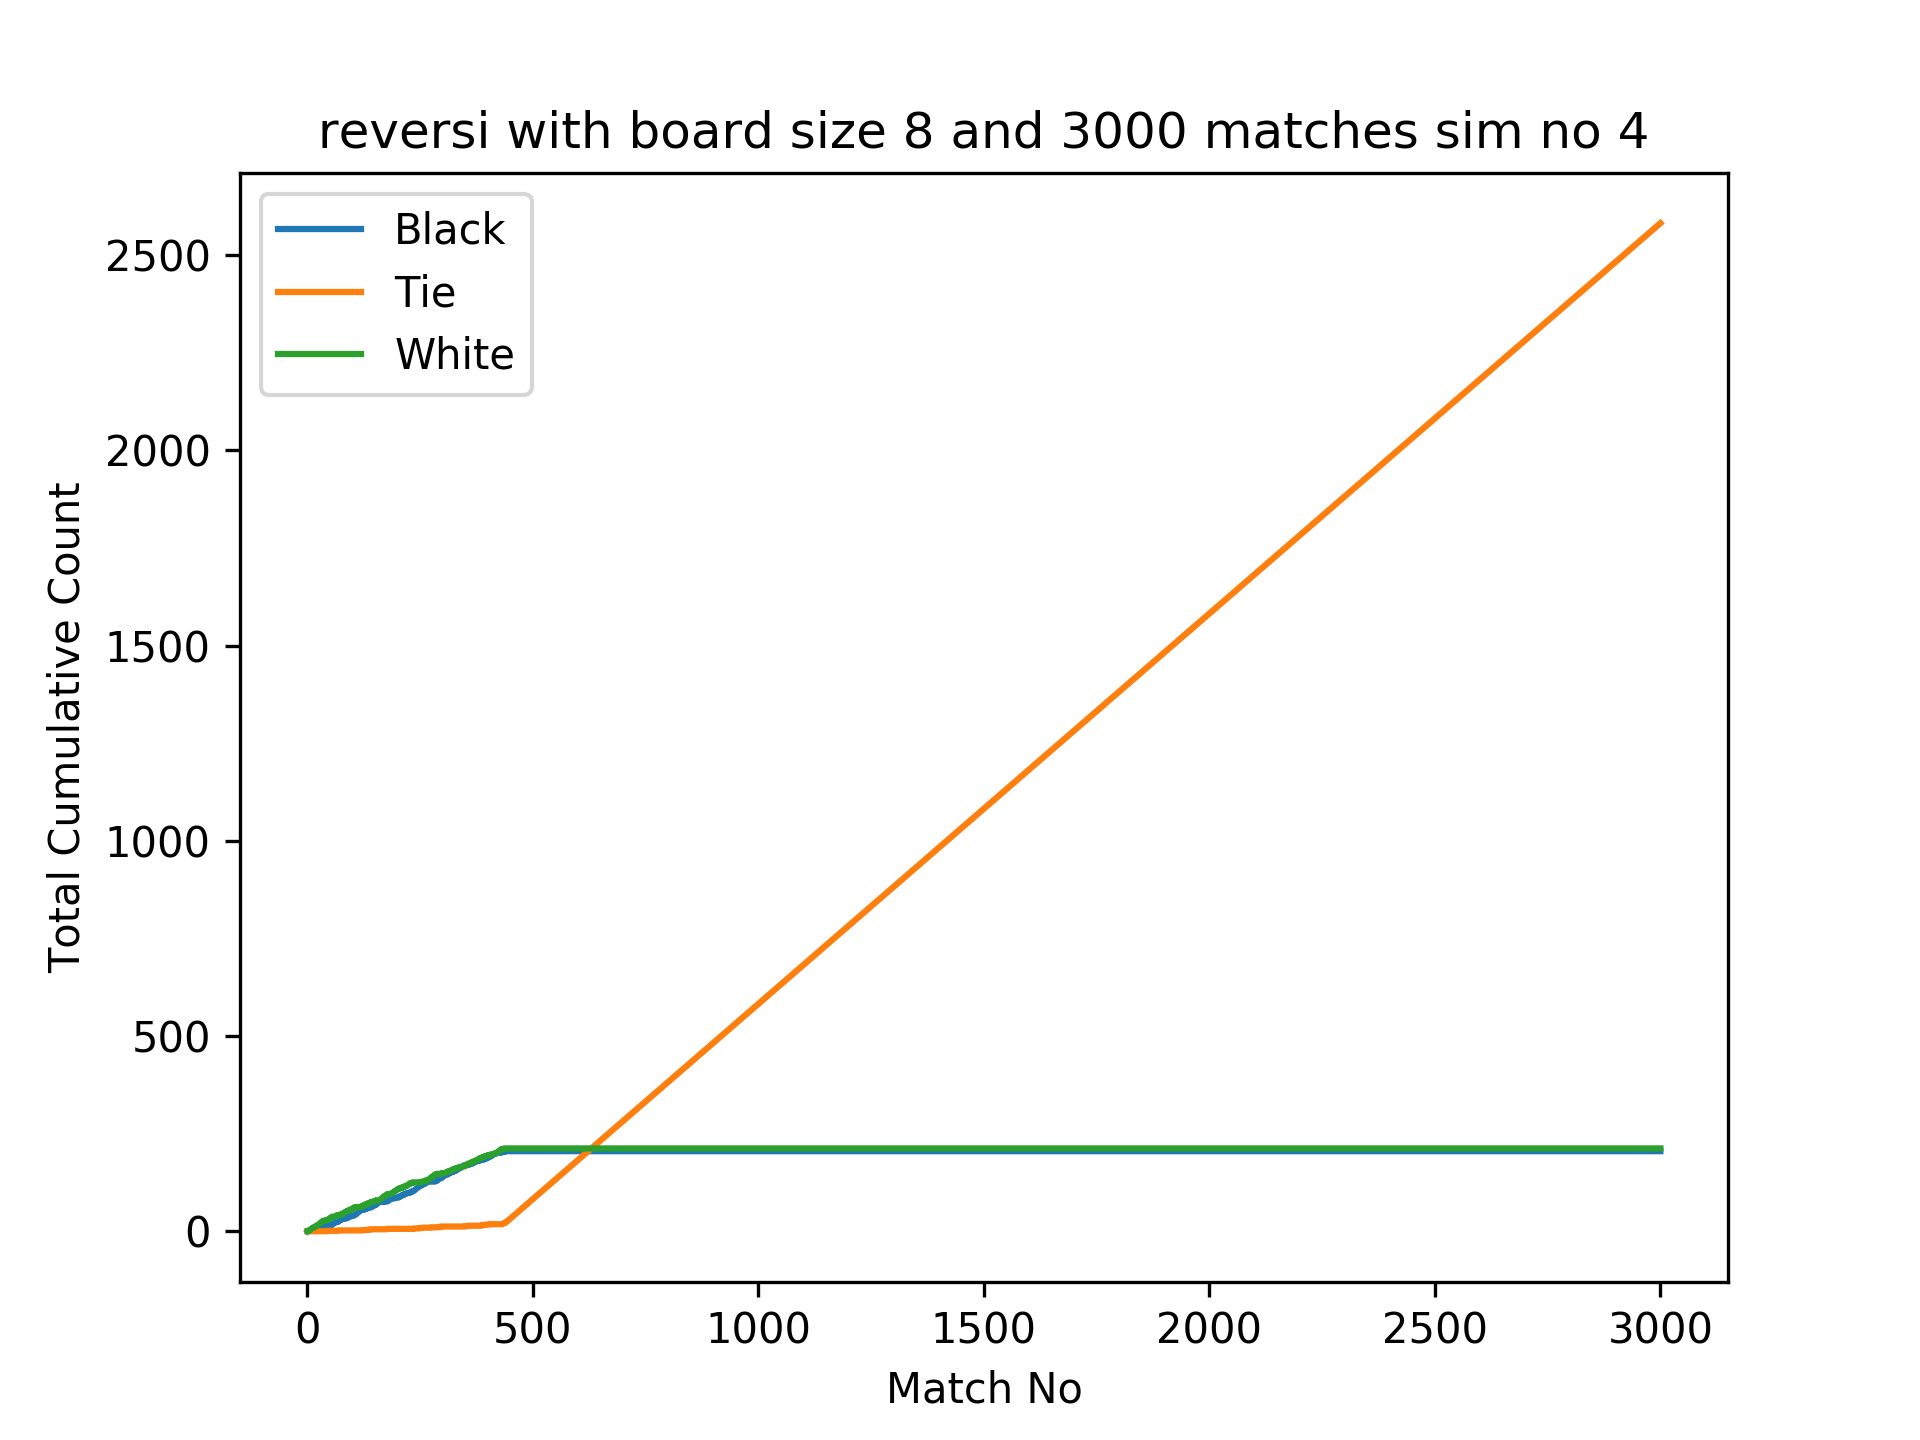 reversi with board size 8 and 3000 matches sim no 4
Black
Tie
White
2500
2000
1500
1000
500
0
Total Cumulative Count
0 500 1000 1500 2000 2500 3000
Match No